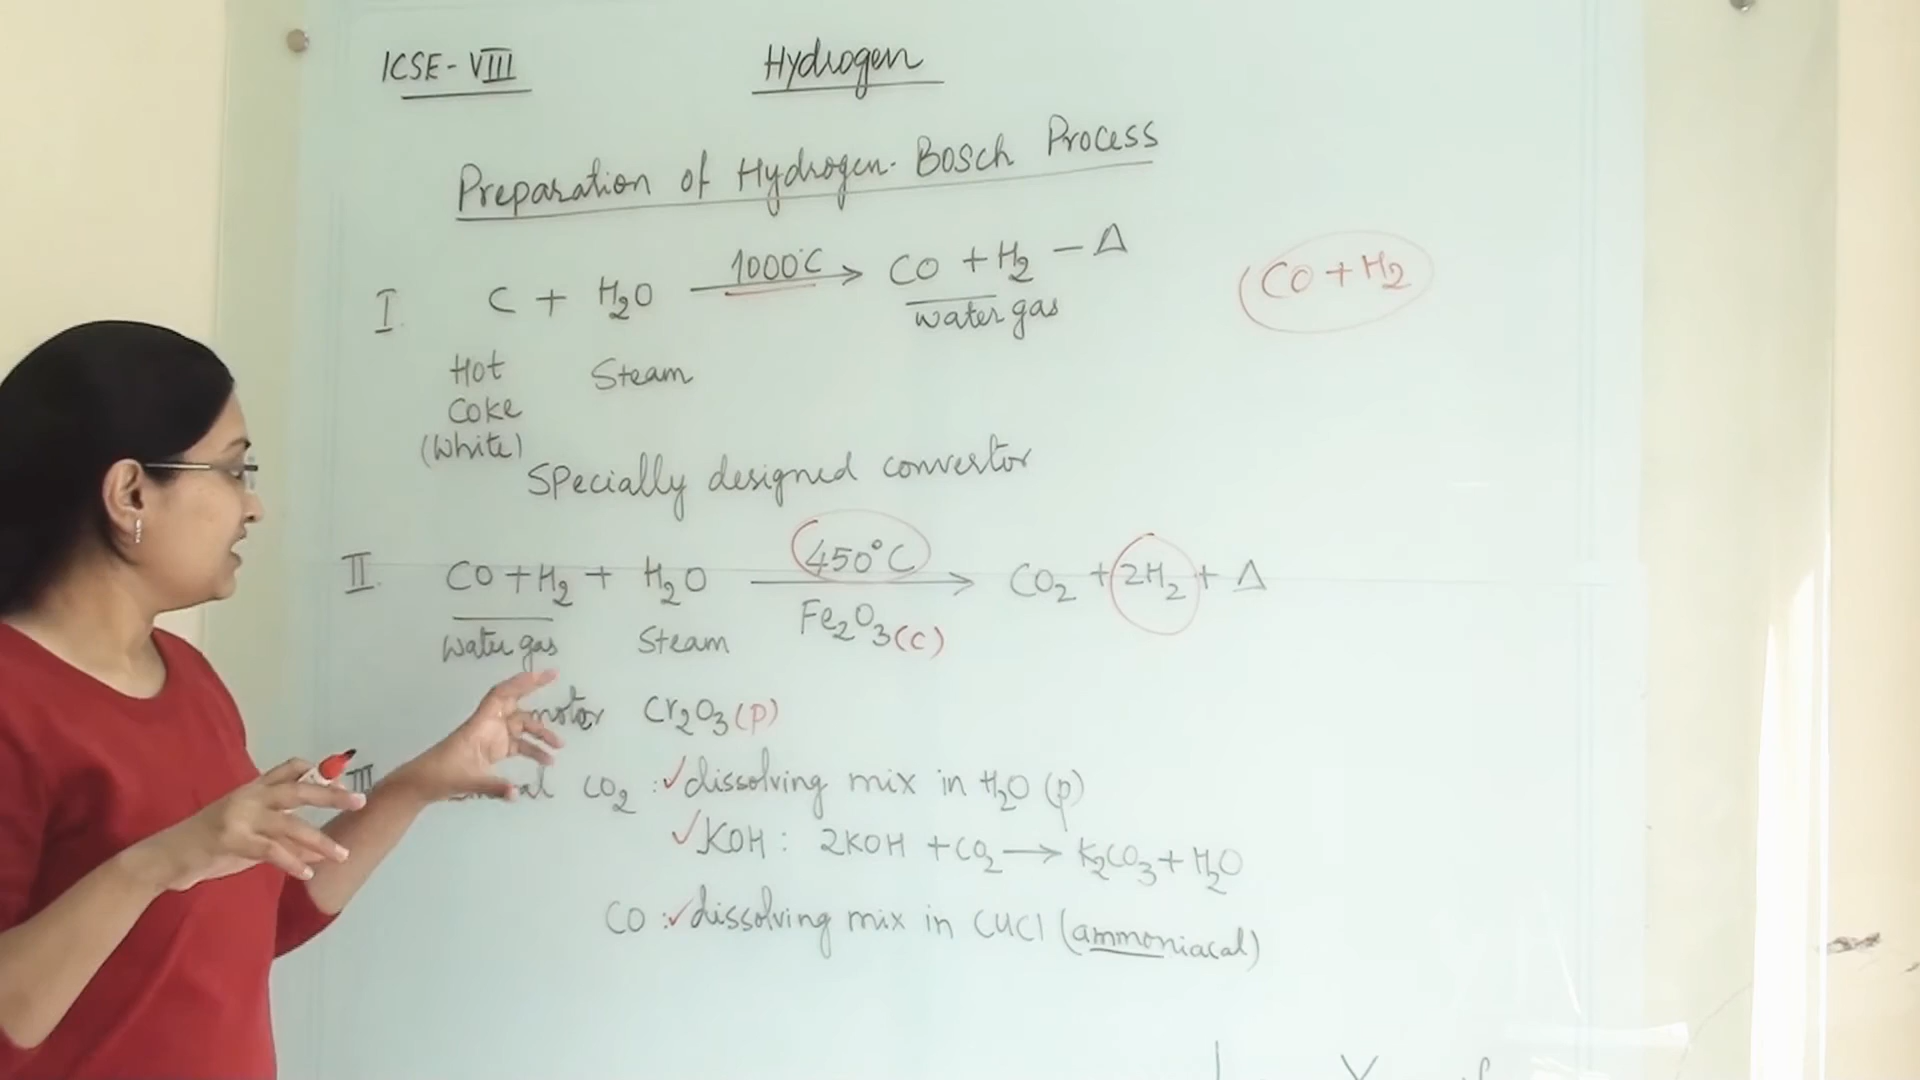 ICSE - VIII
Hydrogen
Preparation of Hydrogen - Bosch Process
I. C + H₂O 1000°C → CO + H₂ − Δ
water gas
(CO + H₂
Hot Steam
Coke
(White)
Specially designed convertor
II. CO + H₂ + H₂O 450°C → CO₂ + 2H₂ + Δ
Fe₂O₃(c)
Water gas Steam
Cr₂O₃(p)
III CO₂ : ✓dissolving mix in H₂O (p)
✓KOH : 2KOH + CO₂ → K₂CO₃ + H₂O
CO :✓dissolving mix in CuCl (ammoniacal)